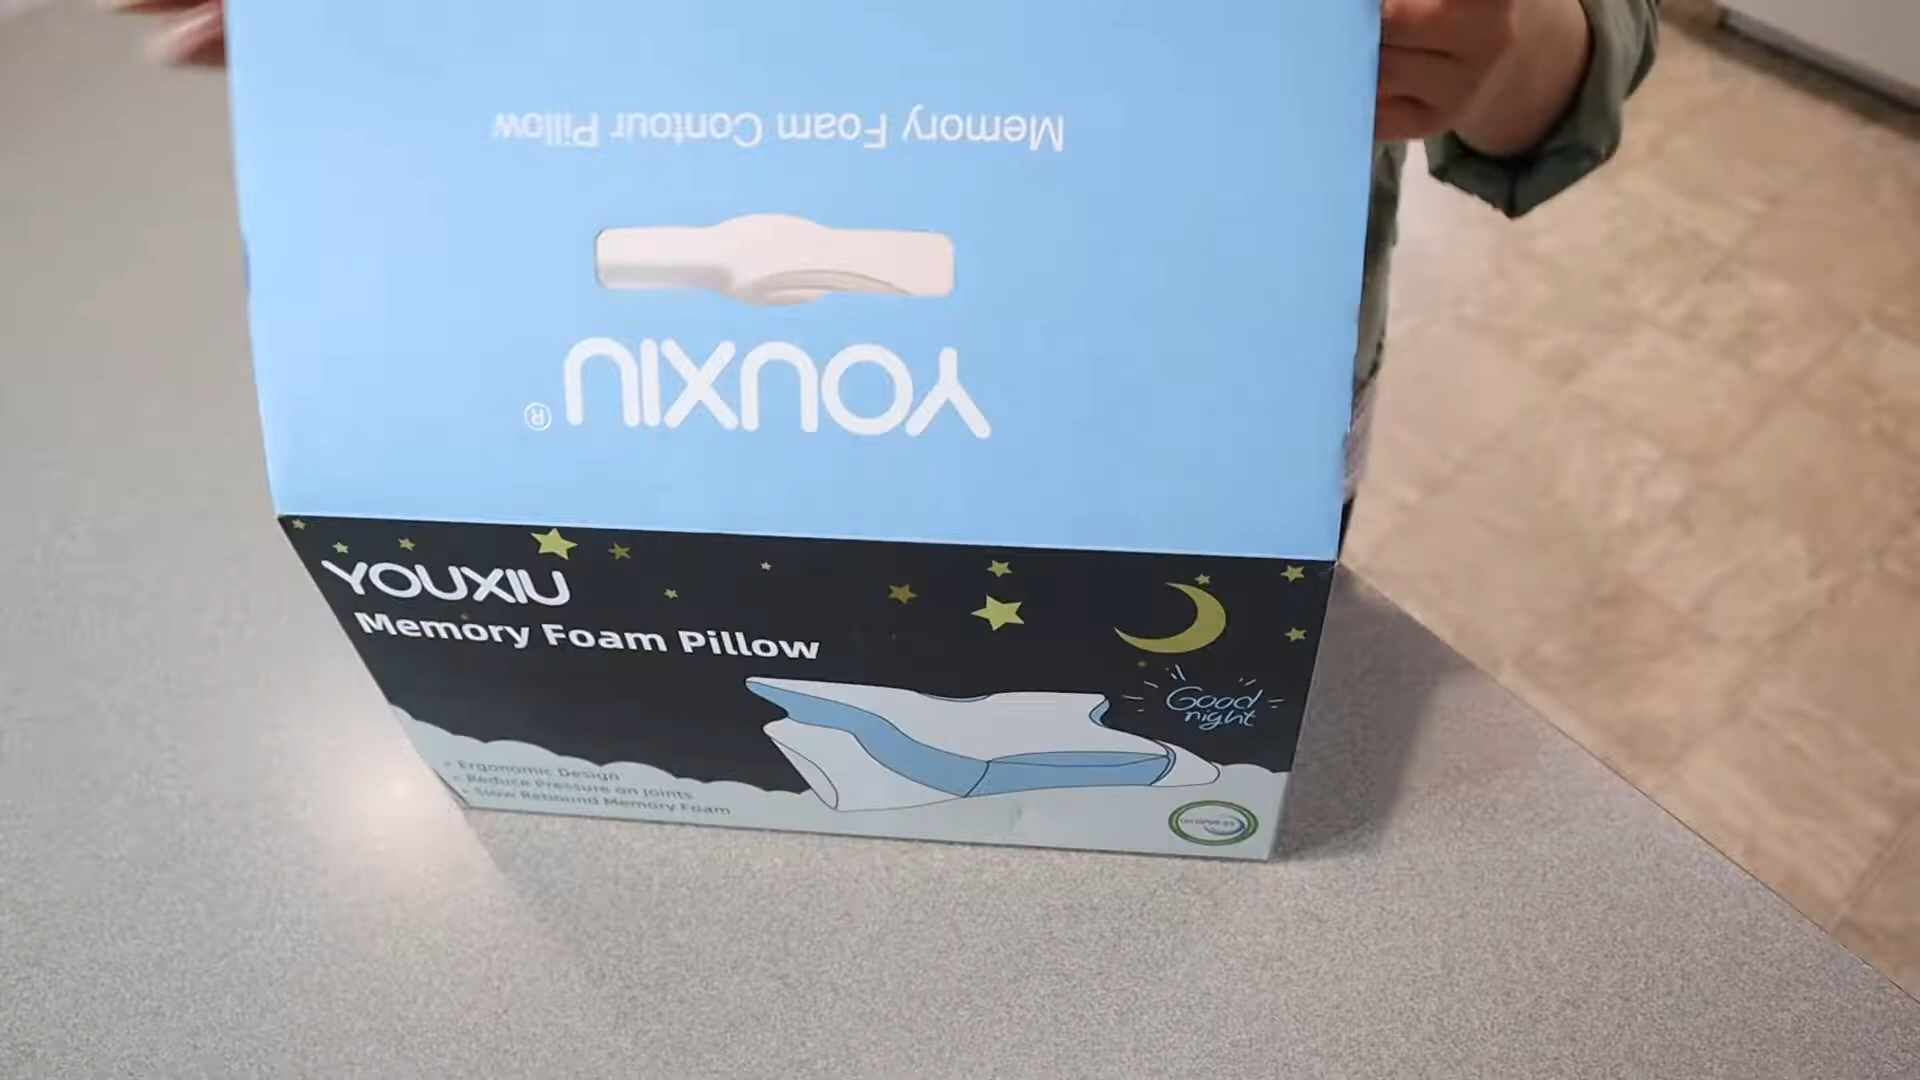 Memory Foam Contour Pillow
YOUXIU®
YOUXIU
Memory Foam Pillow
Good
night
Ergonomic Design
Reduce Pressure on Joints
Slow Rebound Memory Foam